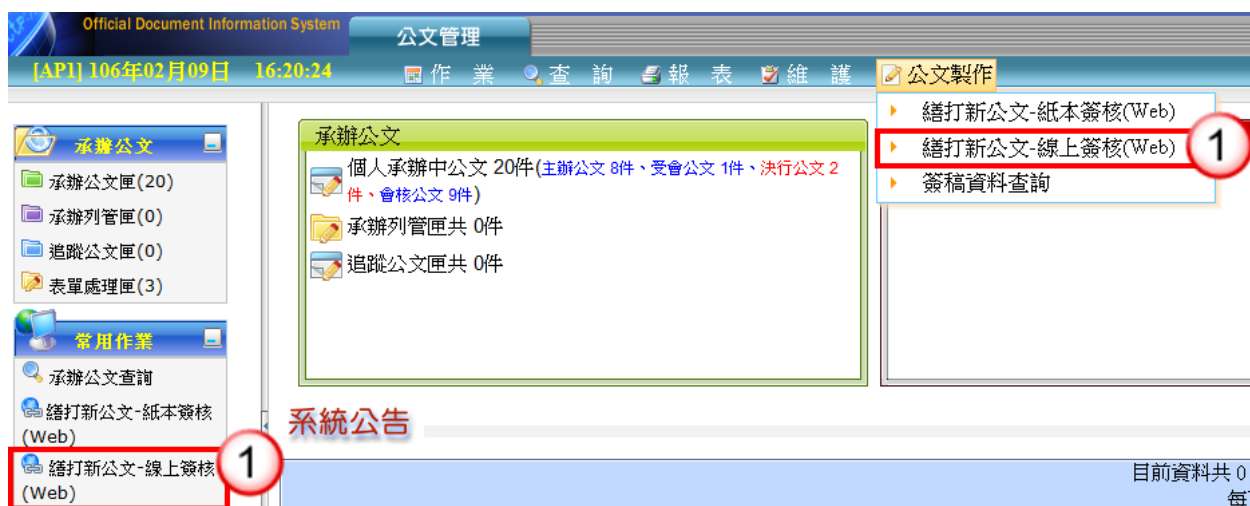 Official Document Information System
公文管理
[AP1] 106年02月09日 16:20:24
作業 查詢 報表 維護 公文製作
繕打新公文-紙本簽核(Web)
繕打新公文-線上簽核(Web)
1
簽稿資料查詢
承辦公文
承辦公文匣(20)
承辦列管匣(0)
追蹤公文匣(0)
表單處理匣(3)
常用作業
承辦公文查詢
繕打新公文-紙本簽核
(Web)
繕打新公文-線上簽核
(Web)
1
承辦公文
個人承辦中公文 20件(主辦公文 8件、受會公文 1件、決行公文 2
件、會核公文 9件)
承辦列管匣共 0件
追蹤公文匣共 0件
系統公告
目前資料共 0